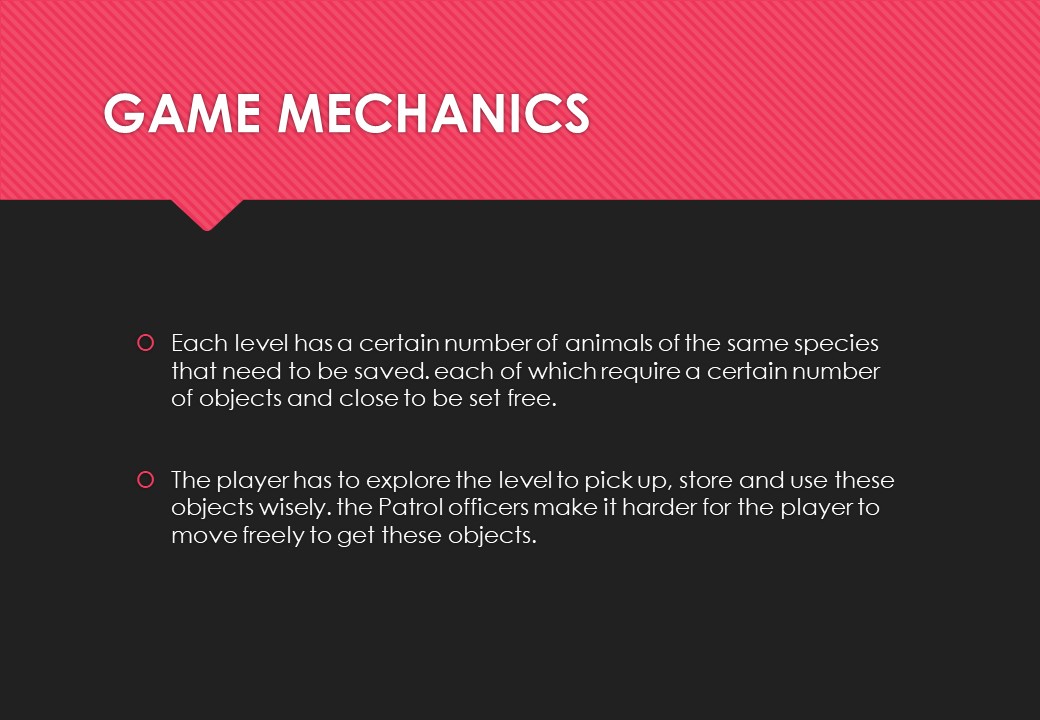 GAME MECHANICS
Each level has a certain number of animals of the same species
that need to be saved. each of which require a certain number
of objects and close to be set free.
The player has to explore the level to pick up, store and use these
objects wisely. the Patrol officers make it harder for the player to
move freely to get these objects.